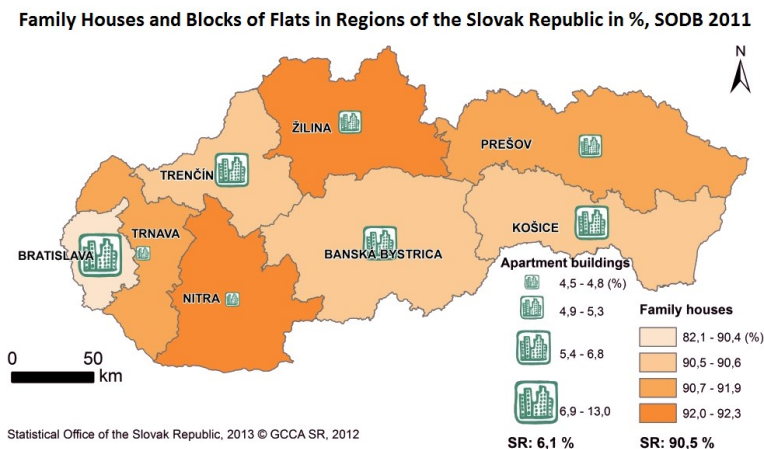 Family Houses and Blocks of Flats in Regions of the Slovak Republic in %, SODB 2011
N
ŽILINA
PREŠOV
TRENČÍN
KOŠICE
TRNAVA
BRATISLAVA
BANSKA BYSTRICA
NITRA
Apartment buildings
4,5 - 4,8 (%)
4,9 - 5,3
5,4 - 6,8
6,9 - 13,0
SR: 6,1 %
Family houses
82,1 - 90,4 (%)
90,5 - 90,6
90,7 - 91,9
92,0 - 92,3
SR: 90,5 %
0 50
km
Statistical Office of the Slovak Republic, 2013 © GCCA SR, 2012